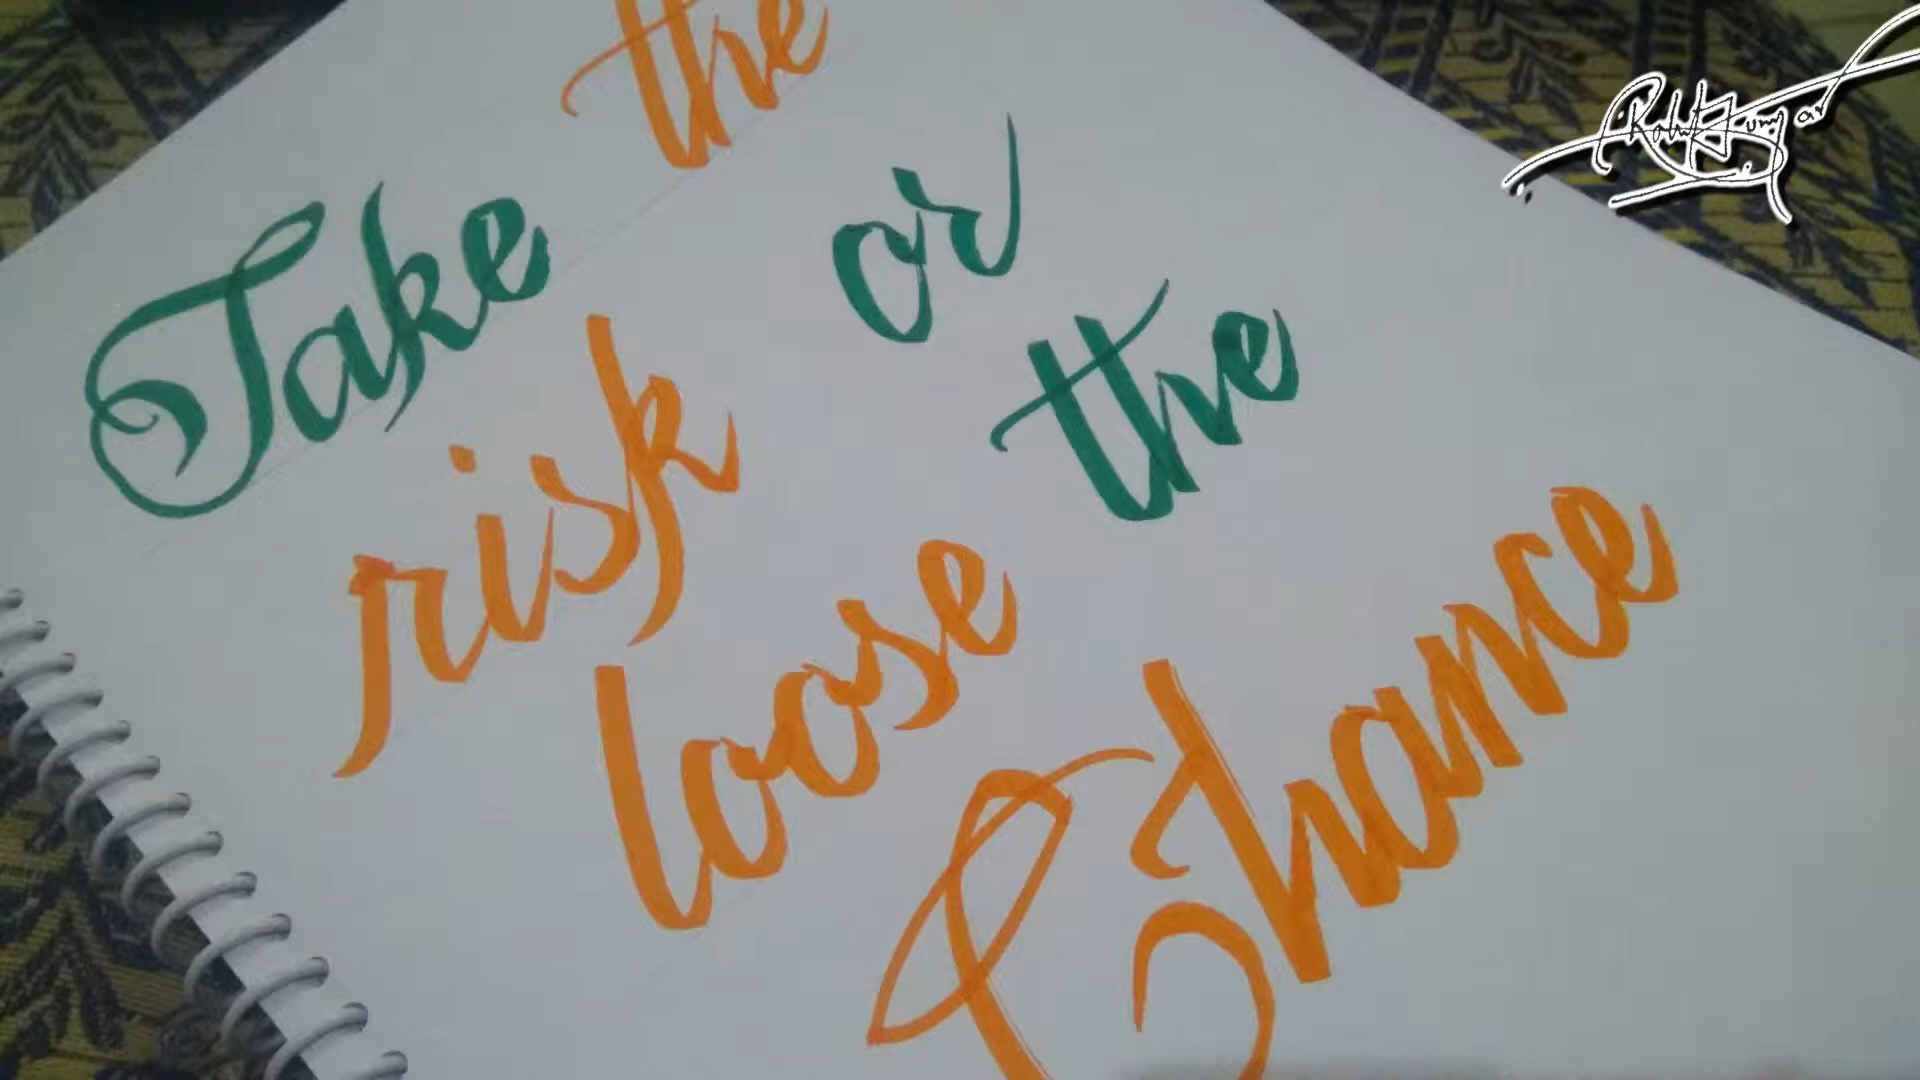 Take the
risk or
loose the
Chance